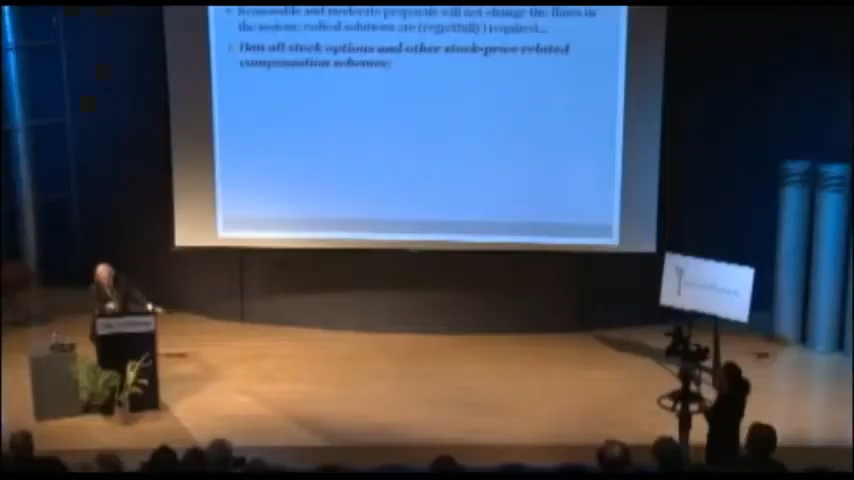 Reasonable and moderate proposals will not change the flaws in
the system; radical solutions are (regretfully) required...
Ban all stock options and other stock-price related
compensation schemes;